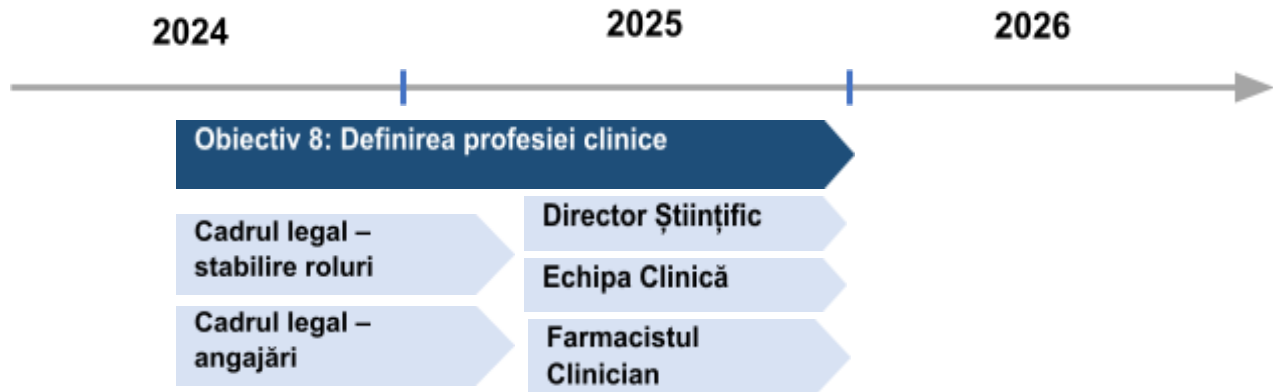 2024
2025
2026
Obiectiv 8: Definirea profesiei clinice
Cadrul legal –
stabilire roluri
Cadrul legal –
angajări
Director Științific
Echipa Clinică
Farmacistul
Clinician